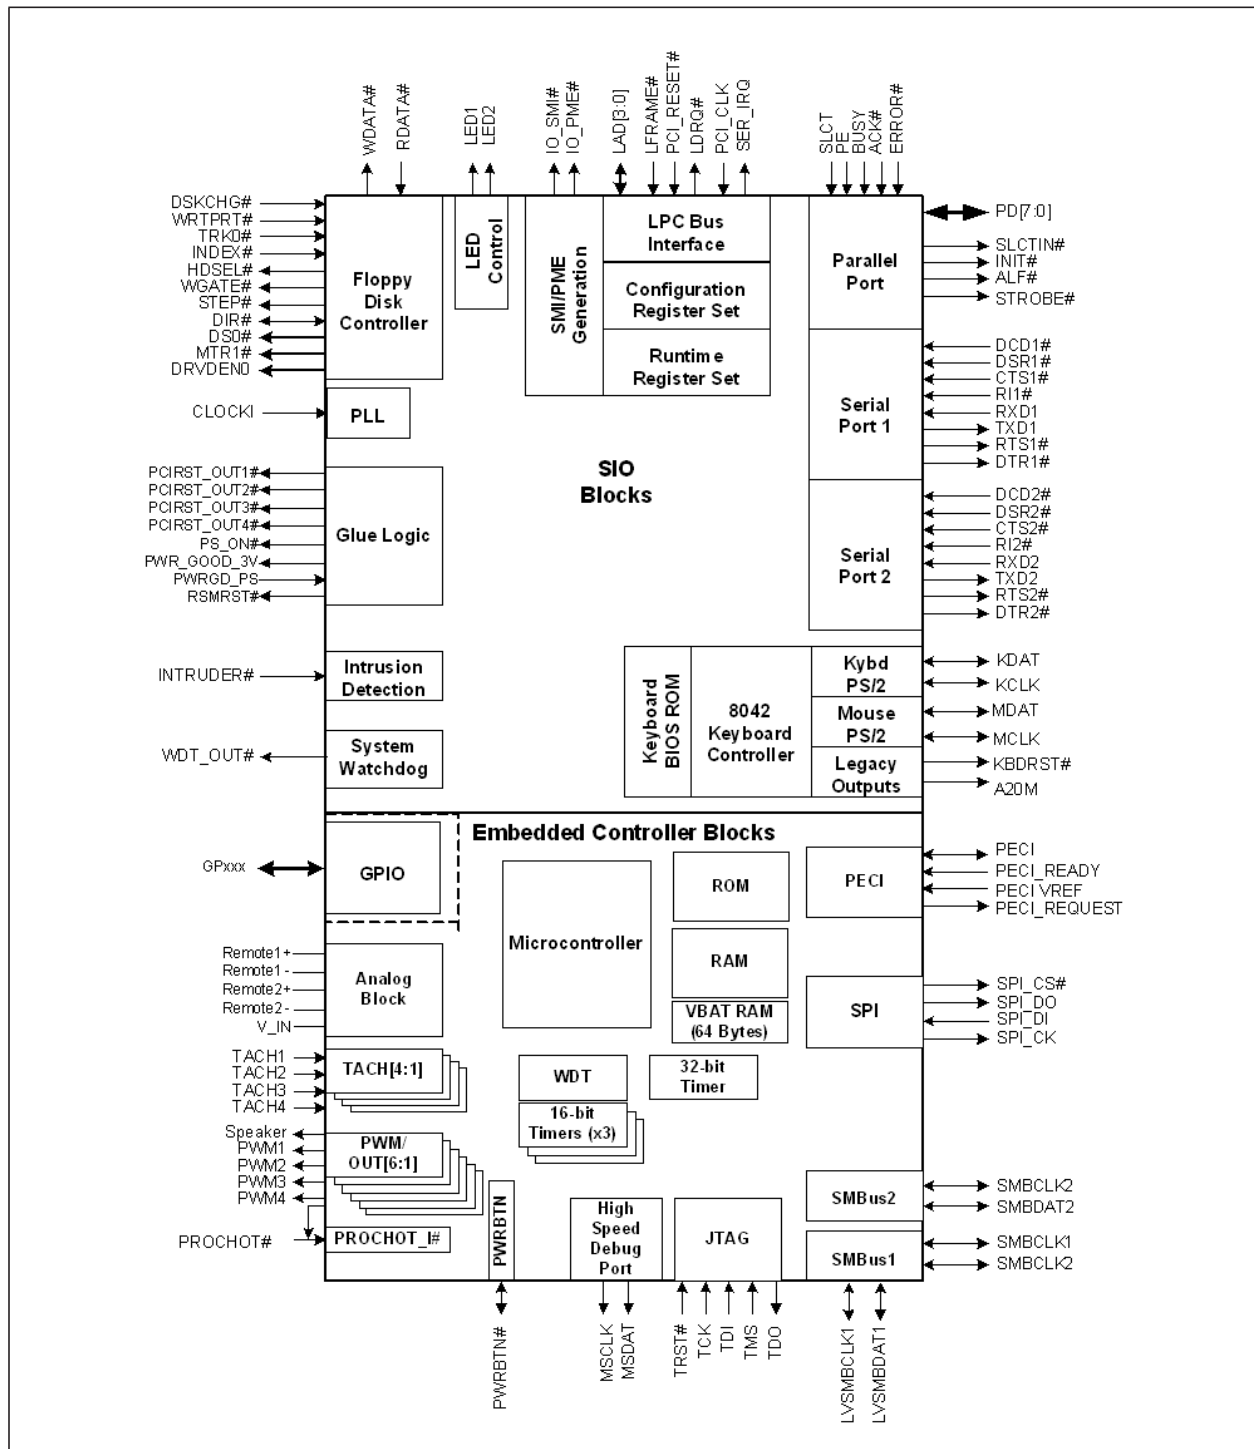 WDATA#
RDATA#
LED1
LED2
IO_SMI#
IO_PME#
LAD[3:0]
LFRAME#
PCI_RESET#
LDRQ#
PCI_CLK
SER_IRQ
SLCT
PE
BUSY
ACK#
ERROR#
DSKCHG#
WRTPRT#
TRK0#
INDEX#
HDSEL#
WGATE#
STEP#
DIR#
DS0#
MTR1#
DRVDEN0
CLOCKI
PCIRST_OUT1#
PCIRST_OUT2#
PCIRST_OUT3#
PCIRST_OUT4#
PS_ON#
PWR_GOOD_3V
PWRGD_PS
RSMRST#
INTRUDER#
WDT_OUT#
Floppy
Disk
Controller
PLL
Glue Logic
Intrusion
Detection
System
Watchdog
LED
Control
SMI/PME
Generation
LPC Bus
Interface
Configuration
Register Set
Runtime
Register Set
SIO
Blocks
Parallel
Port
Serial
Port 1
Serial
Port 2
Keyboard
BIOS ROM
8042
Keyboard
Controller
Kybd
PS/2
Mouse
PS/2
Legacy
Outputs
PD[7:0]
SLCTIN#
INIT#
ALF#
STROBE#
DCD1#
DSR1#
CTS1#
RI1#
RXD1
TXD1
RTS1#
DTR1#
DCD2#
DSR2#
CTS2#
RI2#
RXD2
TXD2
RTS2#
DTR2#
KDAT
KCLK
MDAT
MCLK
KBDRST#
A20M
Embedded Controller Blocks
GPxxx
GPIO
Remote1+
Remote1 -
Remote2+
Remote2 -
V_IN
Analog
Block
TACH1
TACH2
TACH3
TACH4
TACH[4:1]
Speaker
PWM1
PWM2
PWM3
PWM4
PWM/
OUT[6:1]
PROCHOT#
PROCHOT_I#
Microcontroller
ROM
RAM
VBAT RAM
(64 Bytes)
WDT
32-bit
Timer
16-bit
Timers (x3)
PWRBTN
High
Speed
Debug
Port
JTAG
PECI
SPI
SMBus2
SMBus1
PECI
PECI_READY
PECI VREF
PECI_REQUEST
SPI_CS#
SPI_DO
SPI_DI
SPI_CK
SMBCLK2
SMBDAT2
SMBCLK1
SMBCLK2
PWRBTN#
MSCLK
MSDAT
TRST#
TCK
TDI
TMS
TDO
LVSMBCLK1
LVSMBDAT1